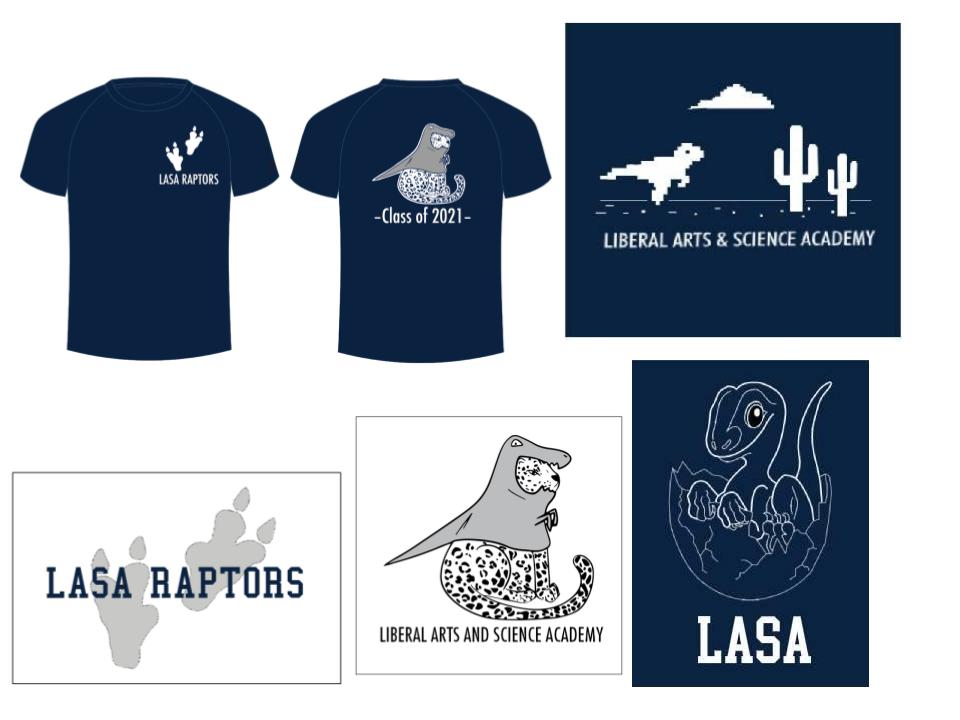 LASA RAPTORS
-Class of 2021-
LIBERAL ARTS & SCIENCE ACADEMY
LASA RAPTORS
LIBERAL ARTS AND SCIENCE ACADEMY
LASA